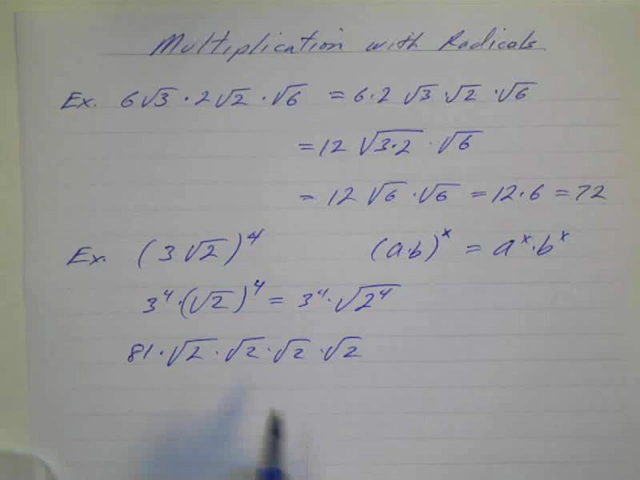 Multiplication with Radicals
Ex. 6√3 · 2√2 · √6 = 6·2 √3 · √2 · √6
= 12 √(3·2) · √6
= 12 √6 · √6 = 12·6 = 72
Ex. (3√2)⁴ (a·b)ˣ = aˣ·bˣ
3⁴·(√2)⁴ = 3⁴·√(2⁴)
81·√2·√2·√2·√2